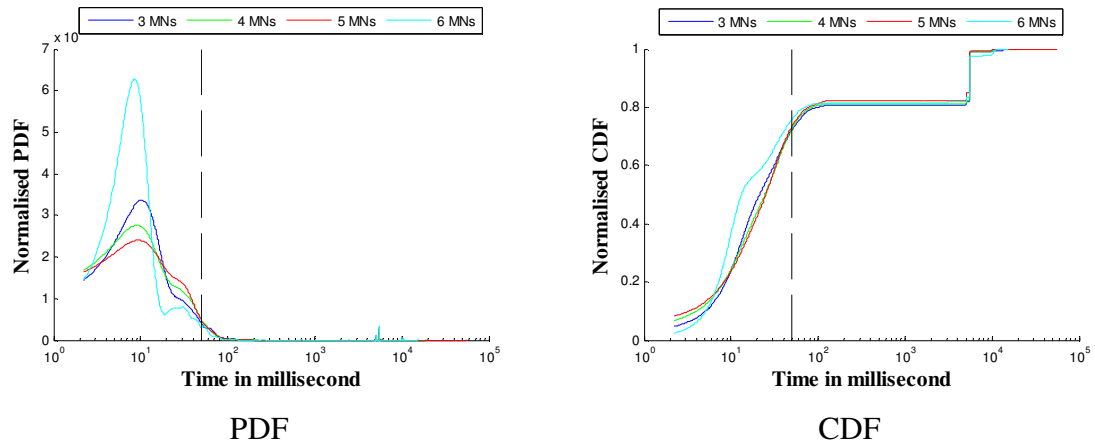 3 MNs 4 MNs 5 MNs 6 MNs
x 10
7
6
5
4
3
2
1
0
Normalised PDF
10^0 10^1 10^2 10^3 10^4 10^5
Time in millisecond
PDF
3 MNs 4 MNs 5 MNs 6 MNs
1
0.8
0.6
0.4
0.2
0
Normalised CDF
10^0 10^1 10^2 10^3 10^4 10^5
Time in millisecond
CDF